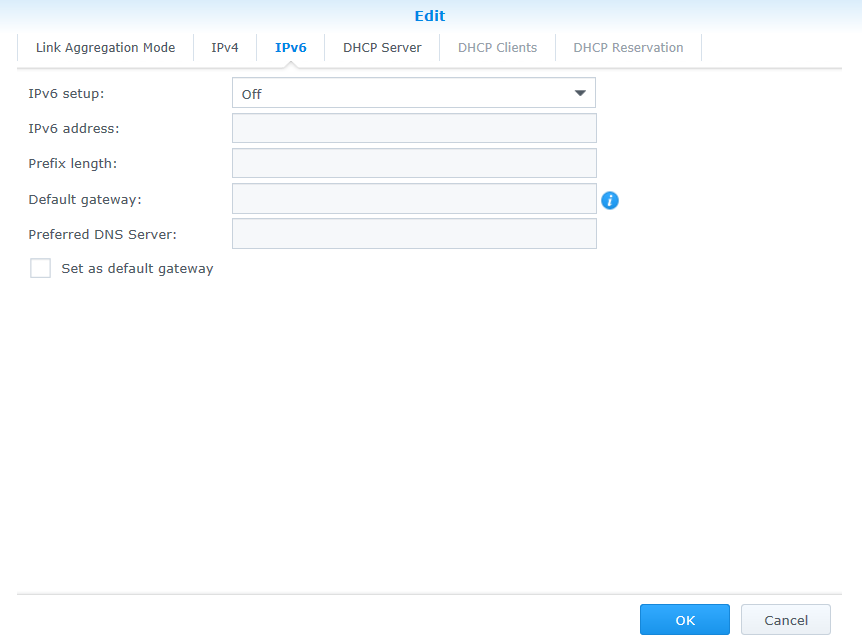 Edit
Link Aggregation Mode IPv4 IPv6 DHCP Server DHCP Clients DHCP Reservation
IPv6 setup: Off
IPv6 address:
Prefix length:
Default gateway: i
Preferred DNS Server:
Set as default gateway
OK Cancel